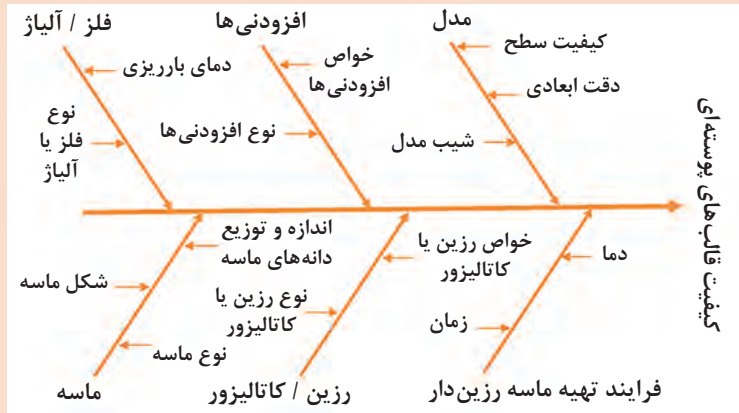 مدل
افزودنی‌ها
فلز / آلیاژ
کیفیت سطح
دقت ابعادی
شیب مدل
خواص
افزودنی‌ها
نوع افزودنی‌ها
دمای بارریزی
نوع
فلز یا
آلیاژ
کیفیت قالب‌های پوسته‌ای
دما
زمان
خواص رزین یا
کاتالیزور
نوع رزین یا
کاتالیزور
اندازه و توزیع
دانه‌های ماسه
شکل ماسه
نوع ماسه
فرایند تهیه ماسه رزین‌دار
رزین / کاتالیزور
ماسه